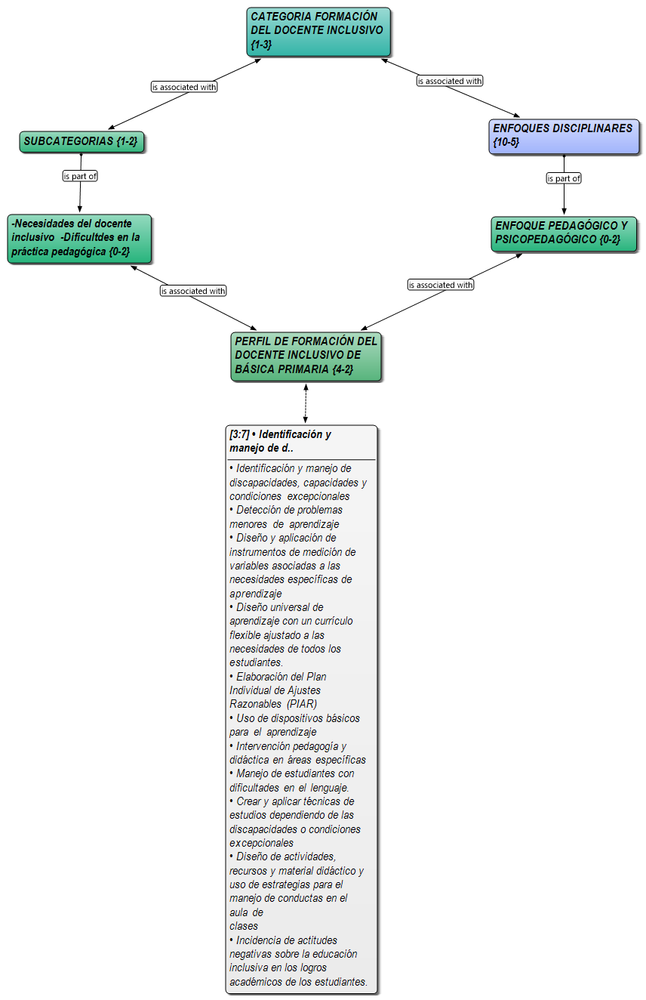 CATEGORIA FORMACIÓN
DEL DOCENTE INCLUSIVO
{1-3}
is associated with
is associated with
SUBCATEGORIAS {1-2}
ENFOQUES DISCIPLINARES
{10-5}
is part of
is part of
-Necesidades del docente
inclusivo -Dificultdes en la
práctica pedagógica {0-2}
ENFOQUE PEDAGÓGICO Y
PSICOPEDAGÓGICO {0-2}
is associated with
is associated with
PERFIL DE FORMACIÓN DEL
DOCENTE INCLUSIVO DE
BÁSICA PRIMARIA {4-2}
[3:7] • Identificación y
manejo de d..
• Identificación y manejo de
discapacidades, capacidades y
condiciones excepcionales
• Detección de problemas
menores de aprendizaje
• Diseño y aplicación de
instrumentos de medición de
variables asociadas a las
necesidades específicas de
aprendizaje
• Diseño universal de
aprendizaje con un currículo
flexible ajustado a las
necesidades de todos los
estudiantes.
• Elaboración del Plan
Individual de Ajustes
Razonables (PIAR)
• Uso de dispositivos básicos
para el aprendizaje
• Intervención pedagogía y
didáctica en áreas específicas
• Manejo de estudiantes con
dificultades en el lenguaje.
• Crear y aplicar técnicas de
estudios dependiendo de las
discapacidades o condiciones
excepcionales
• Diseño de actividades,
recursos y material didáctico y
uso de estrategias para el
manejo de conductas en el
aula de
clases
• Incidencia de actitudes
negativas sobre la educación
inclusiva en los logros
académicos de los estudiantes.